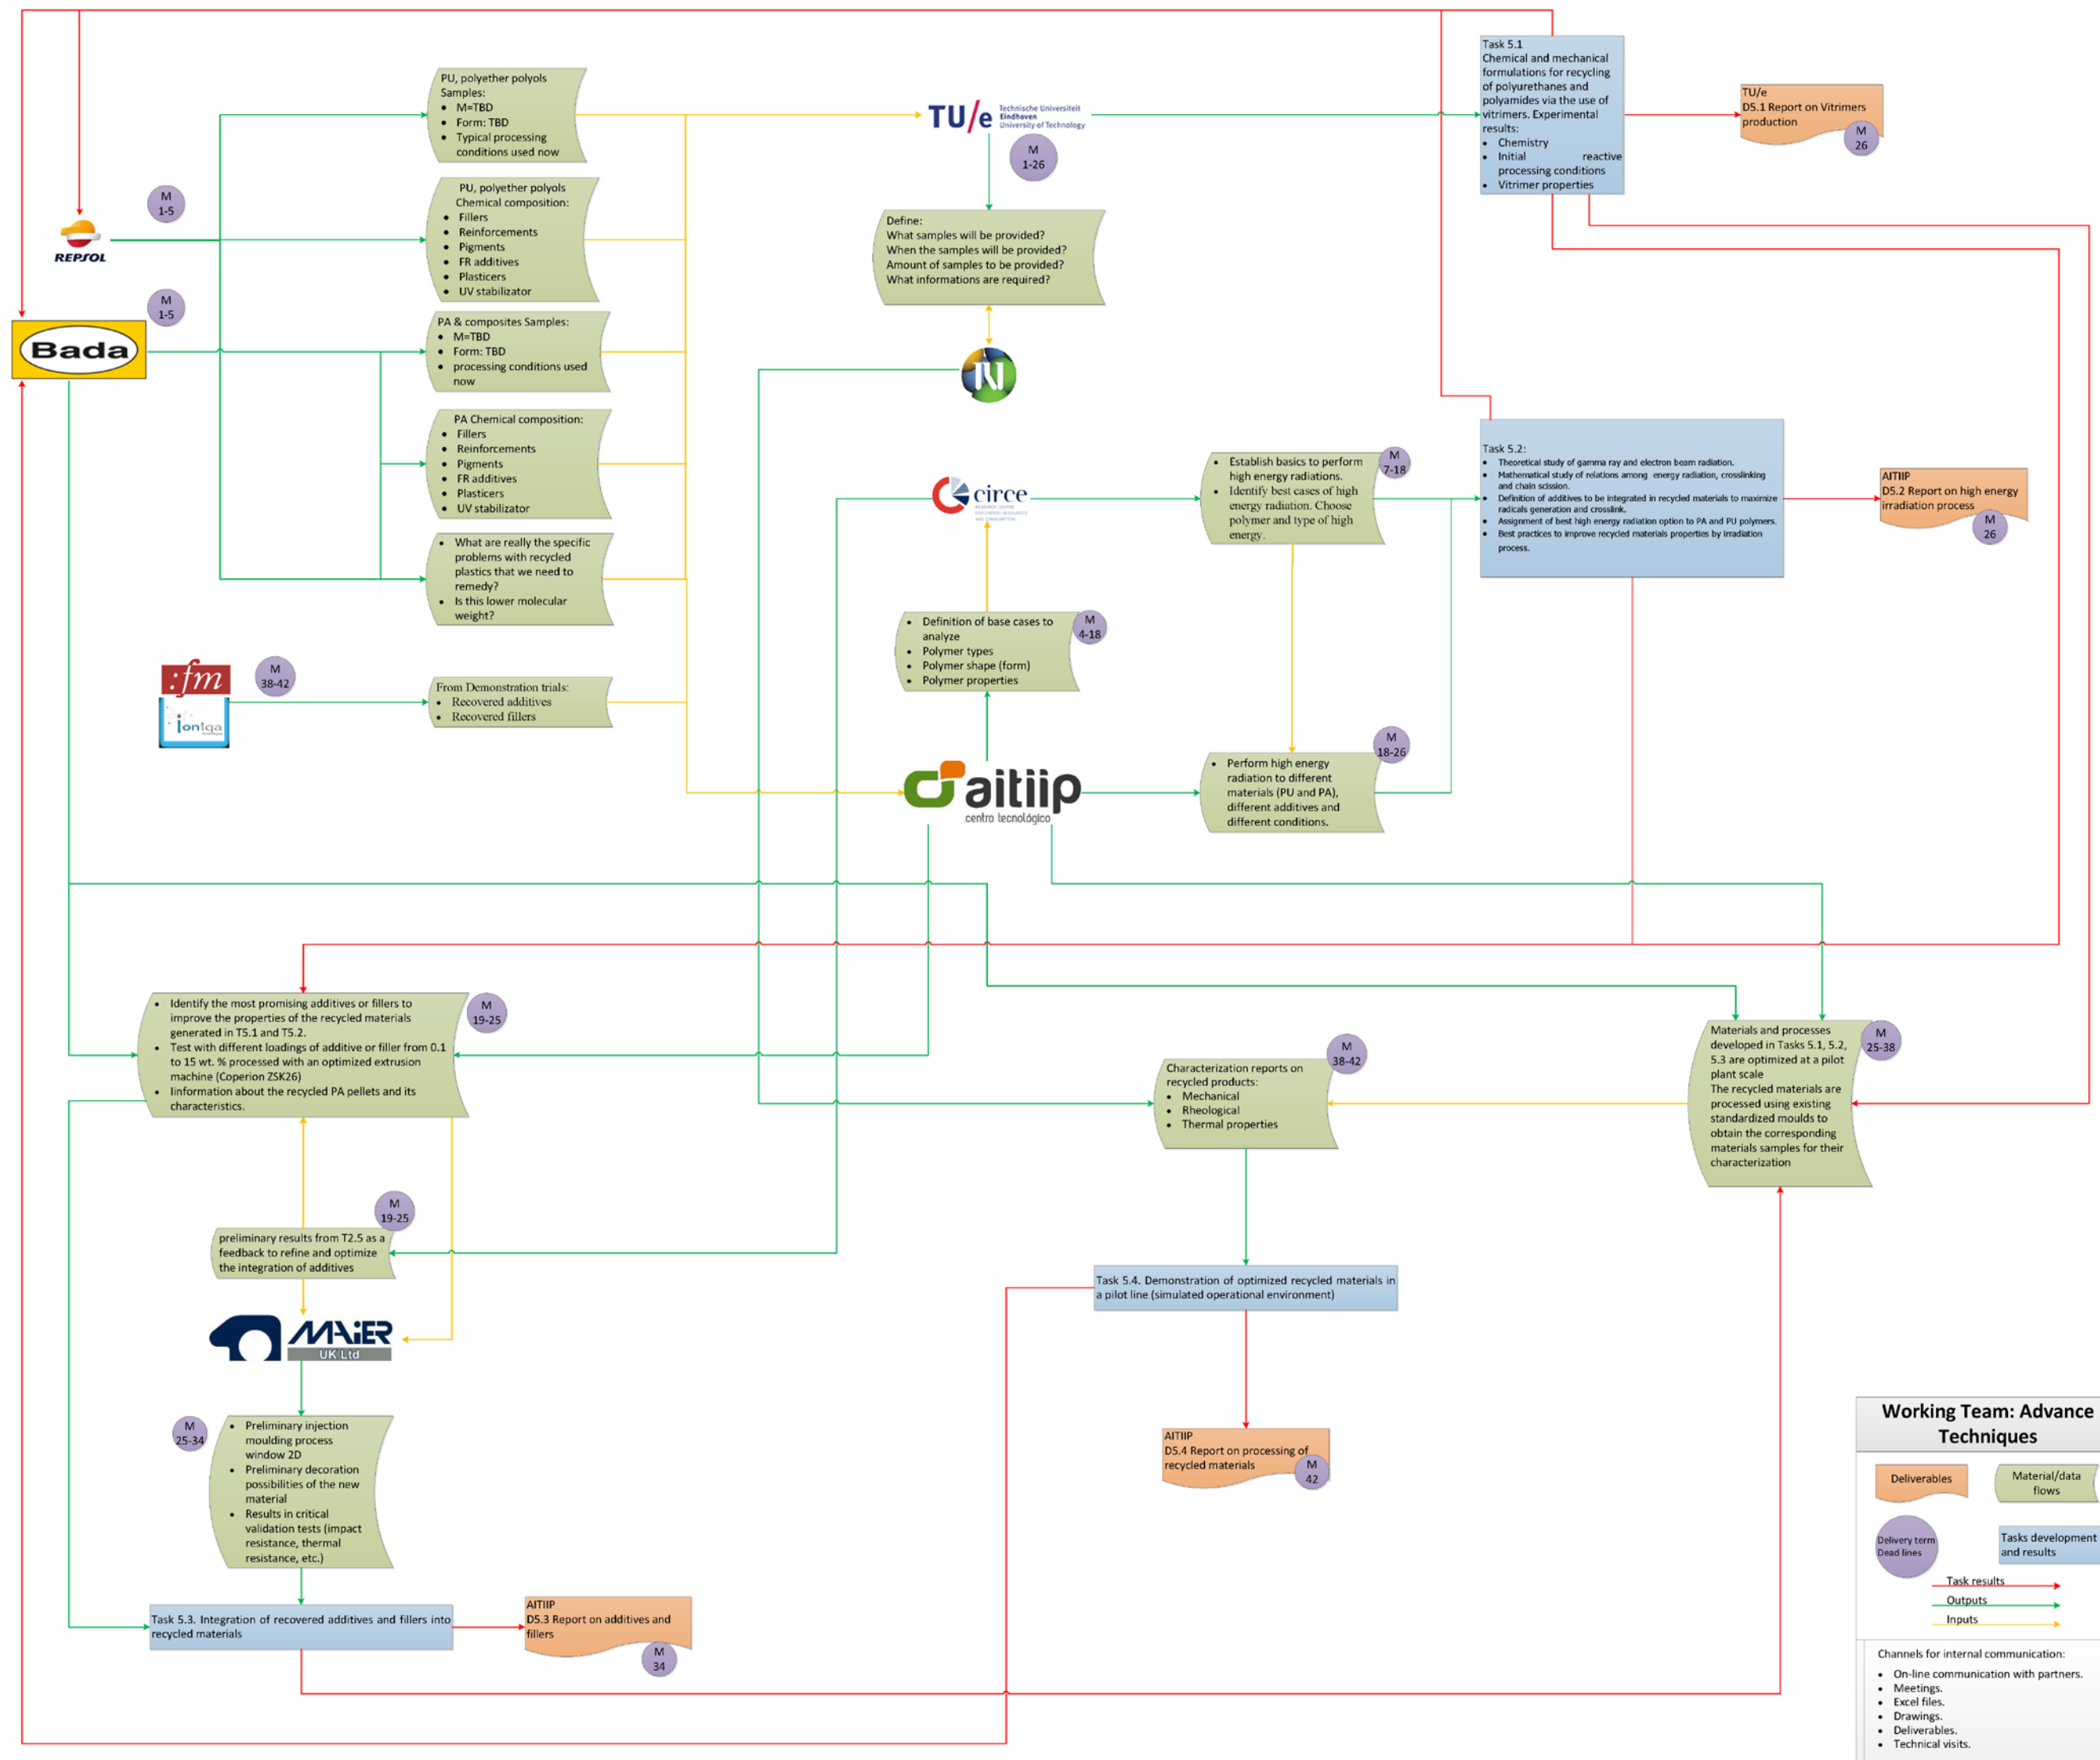 PU, polyether polyols
Samples:
• M=TBD
• Form: TBD
• Typical processing
conditions used now
M
1-5
REPSOL
PU, polyether polyols
Chemical composition:
• Fillers
• Reinforcements
• Pigments
• FR additives
• Plasticers
• UV stabilizator
M
1-5
Bada
PA & composites Samples:
• M=TBD
• Form: TBD
• processing conditions used
now
PA Chemical composition:
• Fillers
• Reinforcements
• Pigments
• FR additives
• Plasticers
• UV stabilizator
• What are really the specific
problems with recycled
plastics that we need to
remedy?
• Is this lower molecular
weight?
:fm
ioniqa
M
38-42
From Demonstration trials:
• Recovered additives
• Recovered fillers
TU/e
Technische Universiteit
Eindhoven
University of Technology
M
1-26
Define:
What samples will be provided?
When the samples will be provided?
Amount of samples to be provided?
What informations are required?
N
circe
RESEARCH CENTRE
FOR ENERGY RESOURCES
AND CONSUMPTION
• Definition of base cases to
analyze
• Polymer types
• Polymer shape (form)
• Polymer properties
M
4-18
aitiip
centro tecnológico
• Establish basics to perform
high energy radiations.
• Identify best cases of high
energy radiation. Choose
polymer and type of high
energy.
M
7-18
• Perform high energy
radiation to different
materials (PU and PA),
different additives and
different conditions.
M
18-26
Task 5.1
Chemical and mechanical
formulations for recycling
of polyurethanes and
polyamides via the use of
vitrimers. Experimental
results:
• Chemistry
• Initial reactive
processing conditions
• Vitrimer properties
TU/e
D5.1 Report on Vitrimers
production
M
26
Task 5.2:
• Theoretical study of gamma ray and electron beam radiation.
• Mathematical study of relations among energy radiation, crosslinking
and chain scission.
• Definition of additives to be integrated in recycled materials to maximize
radicals generation and crosslink.
• Assignment of best high energy radiation option to PA and PU polymers.
• Best practices to improve recycled materials properties by irradiation
process.
AITIIP
D5.2 Report on high energy
irradiation process
M
26
• Identify the most promising additives or fillers to
improve the properties of the recycled materials
generated in T5.1 and T5.2.
• Test with different loadings of additive or filler from 0.1
to 15 wt. % processed with an optimized extrusion
machine (Coperion ZSK26)
• Iinformation about the recycled PA pellets and its
characteristics.
M
19-25
M
19-25
preliminary results from T2.5 as a
feedback to refine and optimize
the integration of additives
MAIER
UK Ltd
M
25-34
• Preliminary injection
moulding process
window 2D
• Preliminary decoration
possibilities of the new
material
• Results in critical
validation tests (impact
resistance, thermal
resistance, etc.)
Task 5.3. Integration of recovered additives and fillers into
recycled materials
AITIIP
D5.3 Report on additives and
fillers
M
34
Characterization reports on
recycled products:
• Mechanical
• Rheological
• Thermal properties
M
38-42
Task 5.4. Demonstration of optimized recycled materials in
a pilot line (simulated operational environment)
AITIIP
D5.4 Report on processing of
recycled materials
M
42
Materials and processes
developed in Tasks 5.1, 5.2,
5.3 are optimized at a pilot
plant scale
The recycled materials are
processed using existing
standardized moulds to
obtain the corresponding
materials samples for their
characterization
M
25-38
Working Team: Advance
Techniques
Deliverables
Material/data
flows
Delivery term
Dead lines
Tasks development
and results
Task results
Outputs
Inputs
Channels for internal communication:
• On-line communication with partners.
• Meetings.
• Excel files.
• Drawings.
• Deliverables.
• Technical visits.